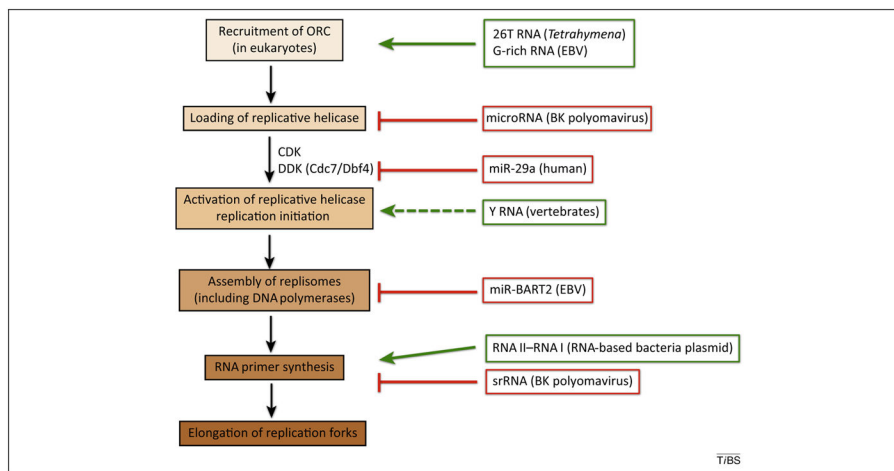 Recruitment of ORC
(in eukaryotes)
26T RNA (Tetrahymena)
G-rich RNA (EBV)
Loading of replicative helicase
microRNA (BK polyomavirus)
CDK
DDK (Cdc7/Dbf4)
miR-29a (human)
Activation of replicative helicase
replication initiation
Y RNA (vertebrates)
Assembly of replisomes
(including DNA polymerases)
miR-BART2 (EBV)
RNA II–RNA I (RNA-based bacteria plasmid)
RNA primer synthesis
srRNA (BK polyomavirus)
Elongation of replication forks
TiBS